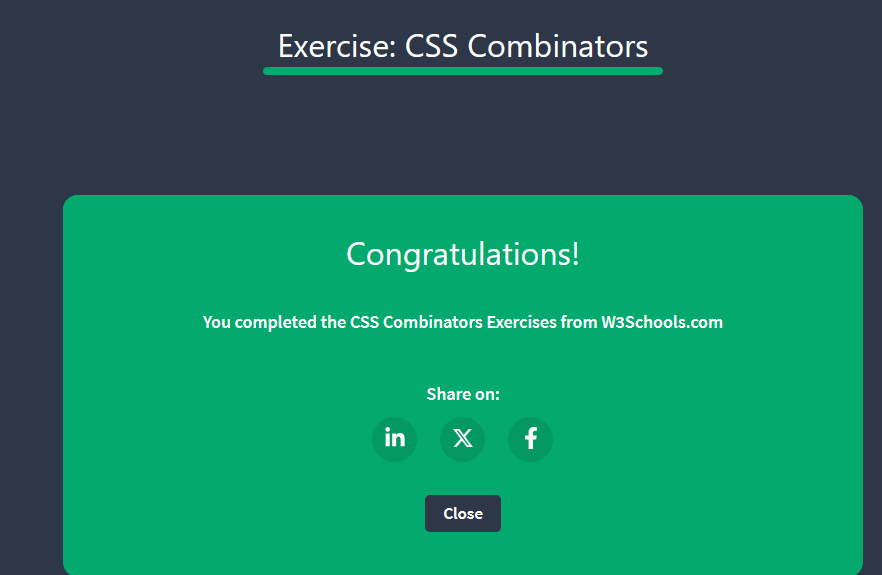 Exercise: CSS Combinators
Congratulations!
You completed the CSS Combinators Exercises from W3Schools.com
Share on:
in X f
Close